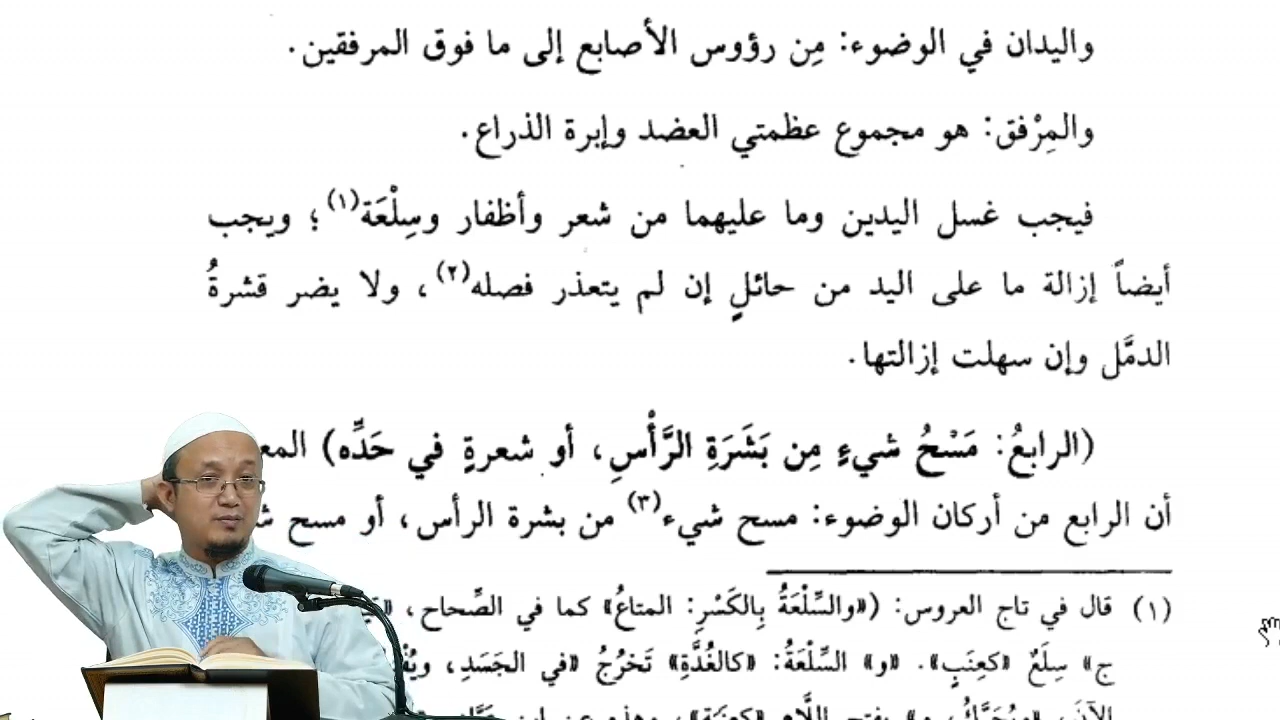 واليدان في الوضوء: مِن رؤوس الأصابع إلى ما فوق المرفقين.
والمِرْفق: هو مجموع عظمتي العضد وإبرة الذراع.
فيجب غسل اليدين وما عليهما من شعر وأظفار وسِلْعَة(١)؛ ويجب
أيضاً إزالة ما على اليد من حائلٍ إن لم يتعذر فصله(٢)، ولا يضر قشرةُ
الدمَّل وإن سهلت إزالتها.
(الرابعُ: مَسْحُ شيءٍ مِن بَشَرَةِ الرَّأْسِ، أو شعرةٍ في حَدِّه)
أن الرابع من أركان الوضوء: مسح شيء(٣) من بشرة الرأس، أو مسح
(١) قال في تاج العروس: («والسِّلْعَةُ بِالكَسْرِ: المتاعُ» كما في الصِّحاح،
ج» سِلَعٌ «كعِنَبٍ». «و» السِّلْعَةُ: «كالغُدَّةِ» تَخرُجُ «في الجَسَدِ،